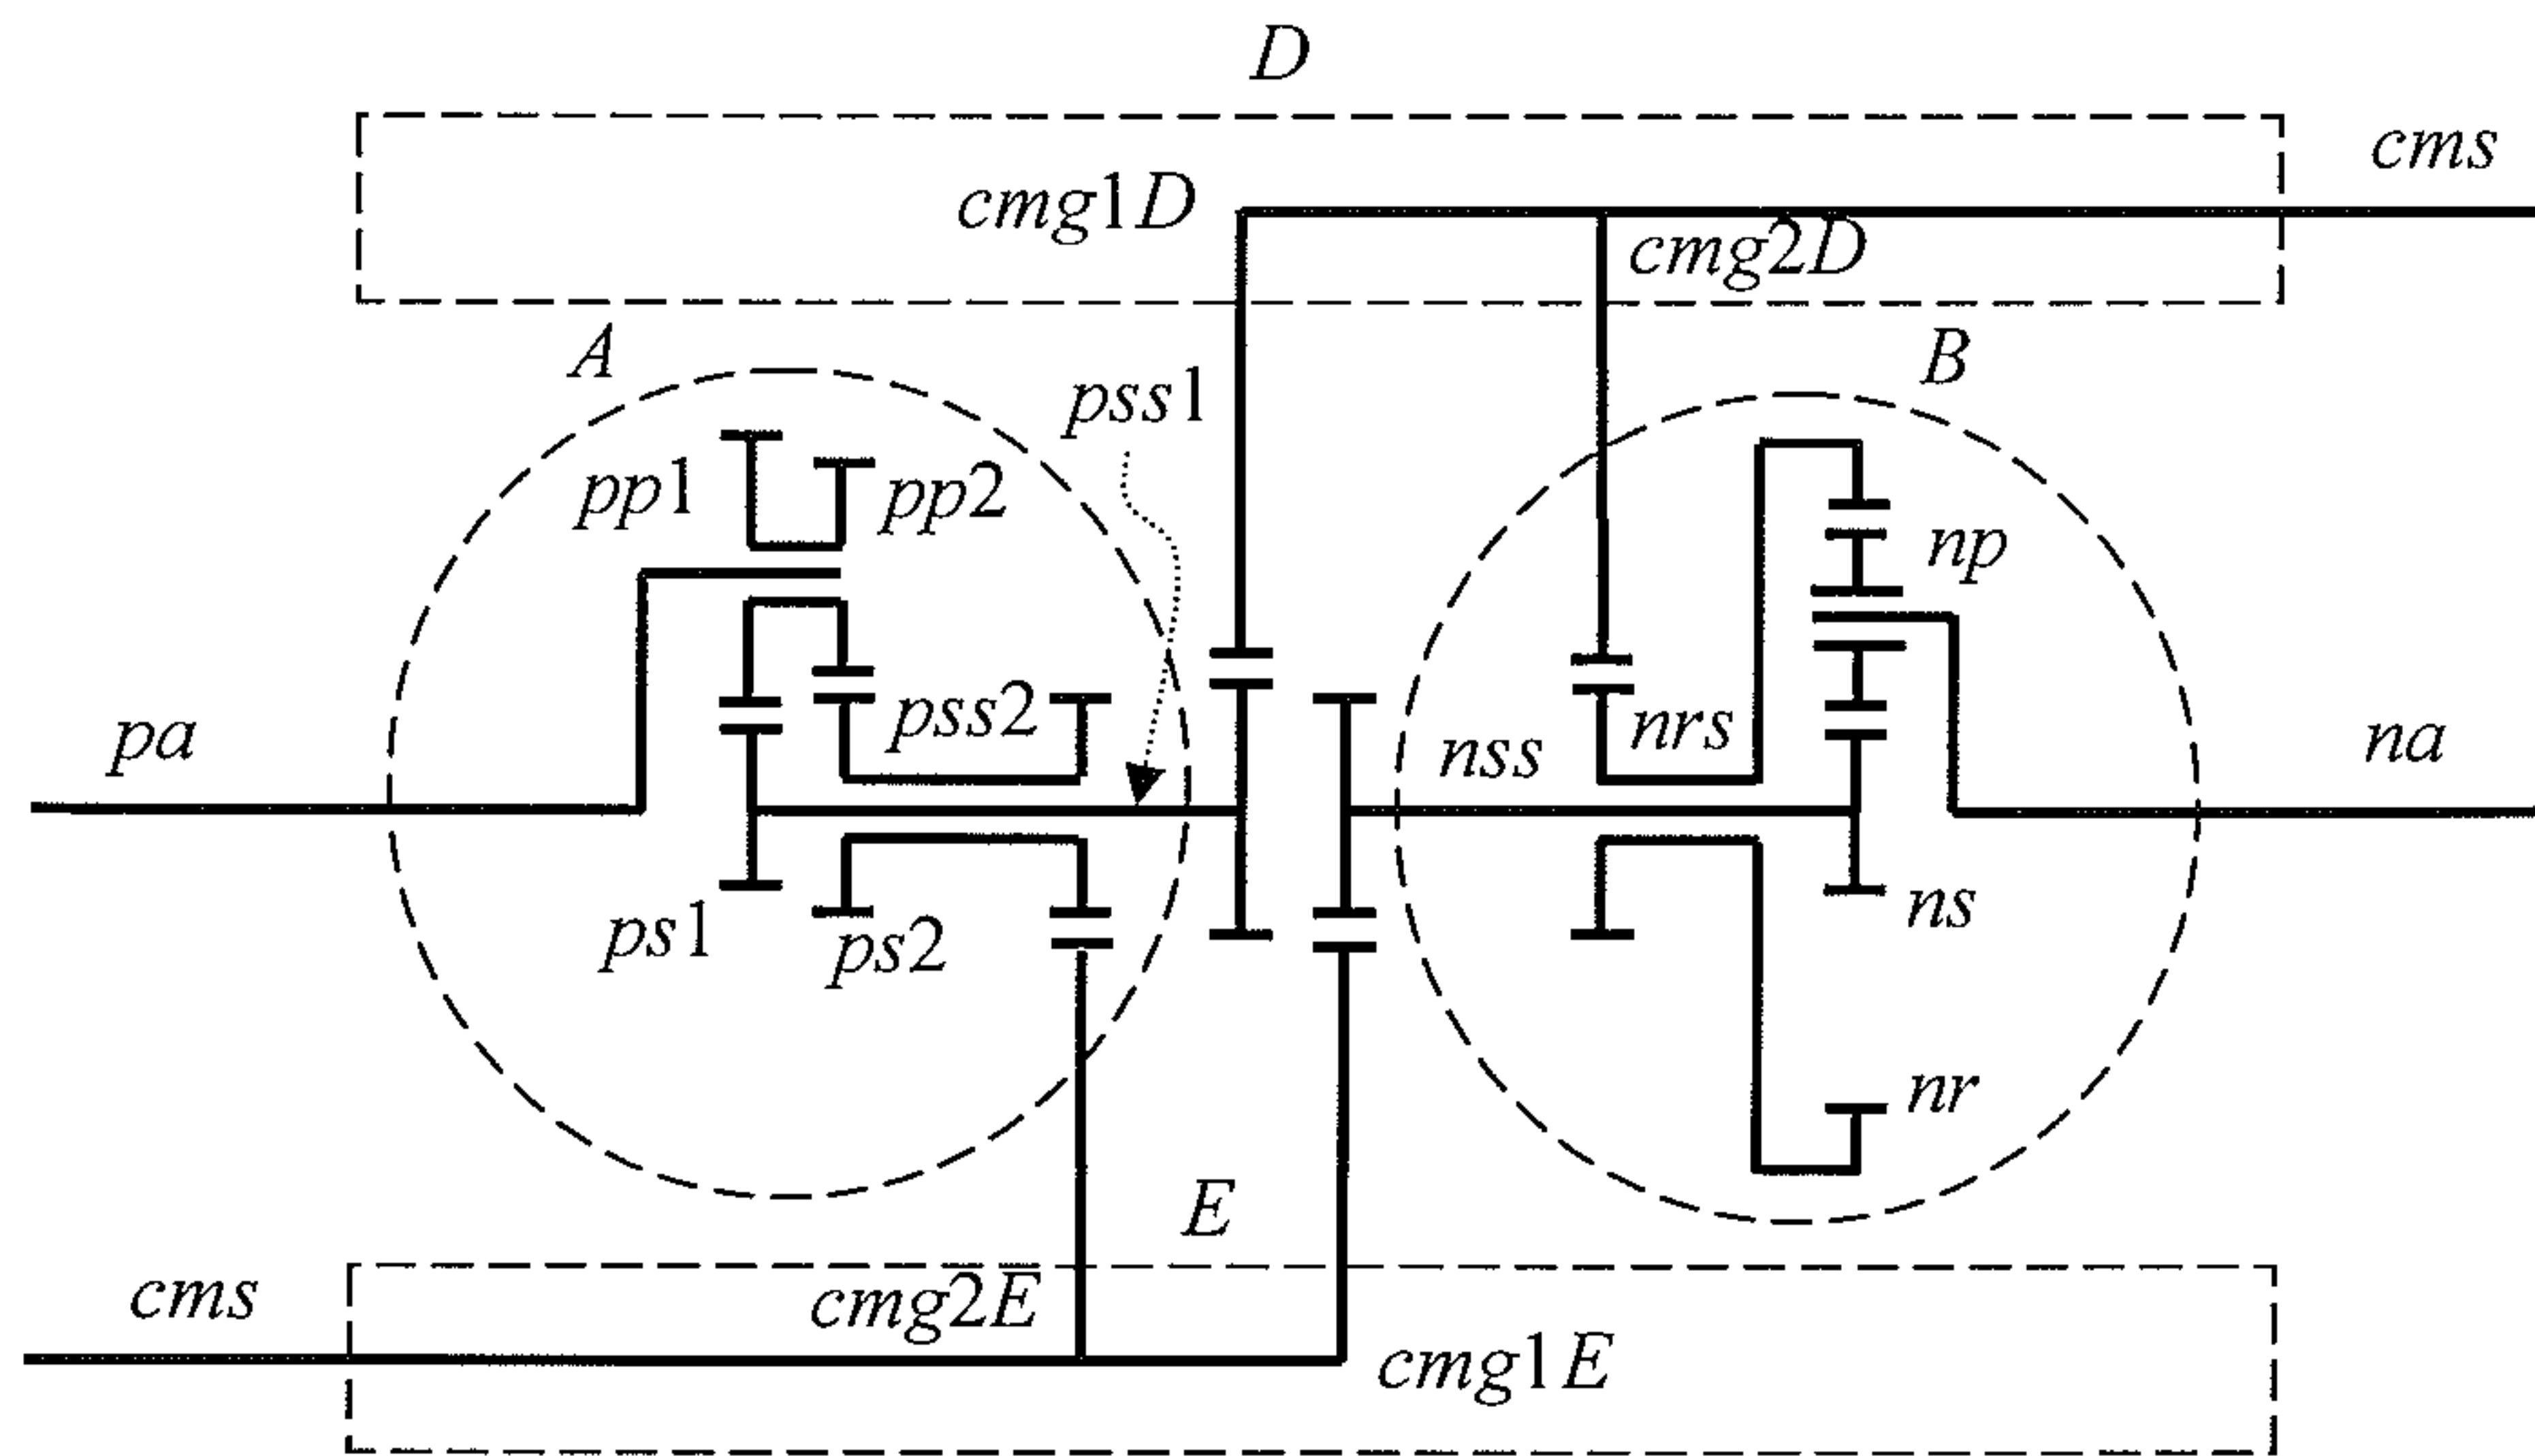 D
cms
cmg1D
cmg2D
A
B
pss1
pp1
pp2
np
pa
pss2
nss
nrs
na
ps1
ps2
ns
nr
E
cms
cmg2E
cmg1E